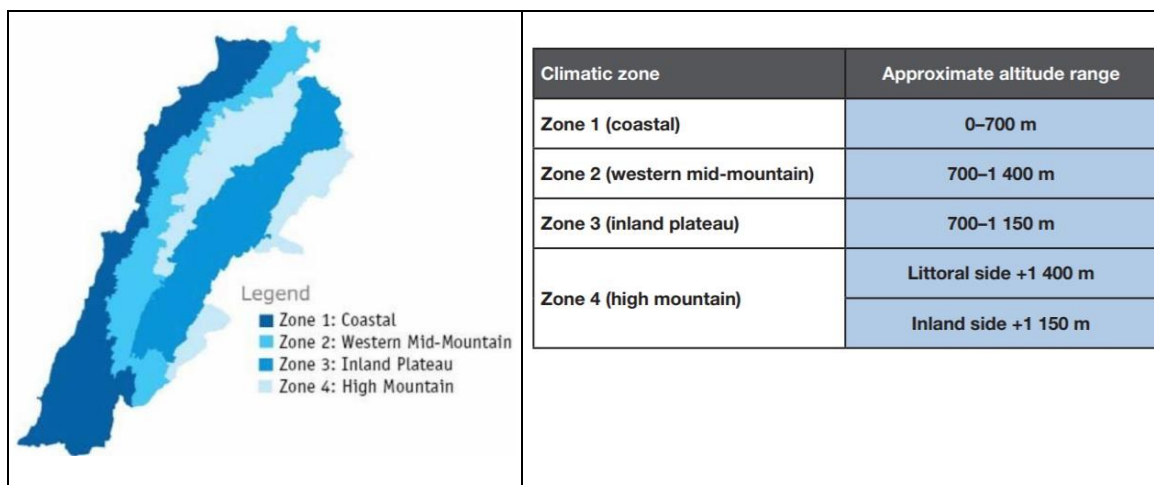 Legend
Zone 1: Coastal
Zone 2: Western Mid-Mountain
Zone 3: Inland Plateau
Zone 4: High Mountain
Climatic zone Approximate altitude range
Zone 1 (coastal) 0–700 m
Zone 2 (western mid-mountain) 700–1 400 m
Zone 3 (inland plateau) 700–1 150 m
Zone 4 (high mountain) Littoral side +1 400 m
Inland side +1 150 m